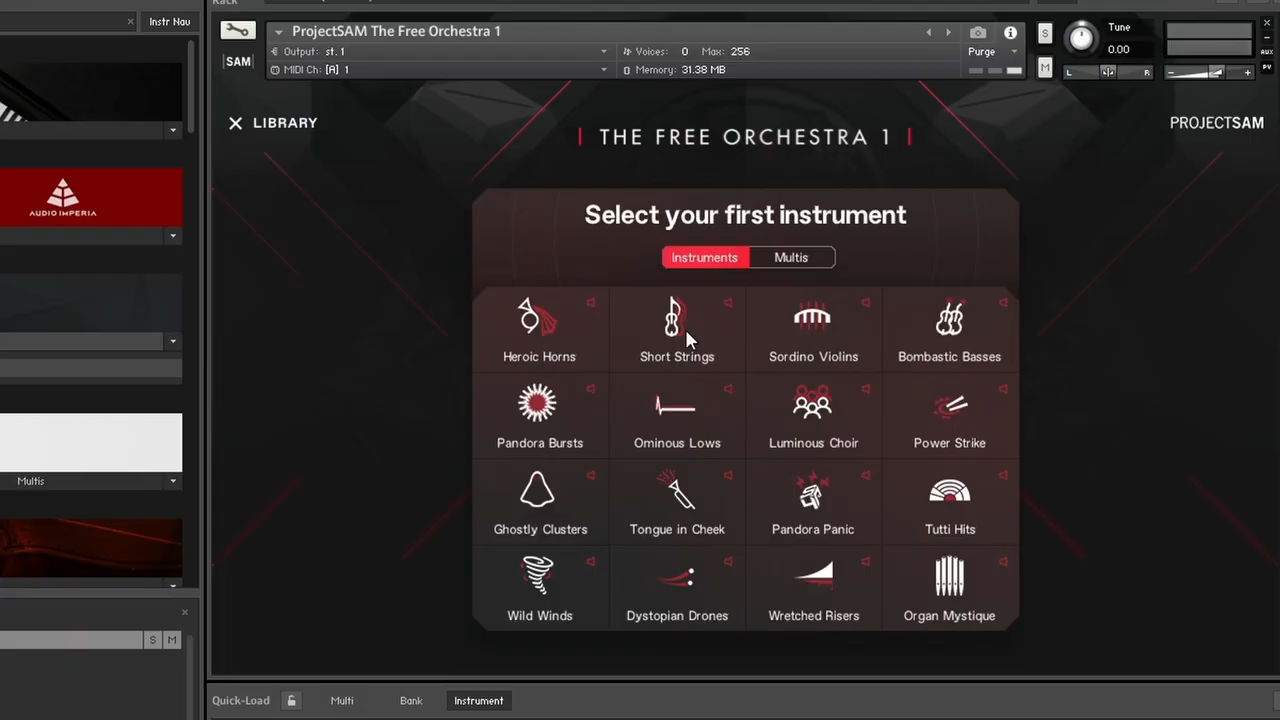 Rack
Instr Nau
ProjectSAM The Free Orchestra 1
Output: st.1
Voices: 0 Max: 256
Purge
MIDI Ch: [A] 1
Memory: 31.38 MB
S
M
Tune
0.00
L R
- +
AUX
PV
|SAM|
LIBRARY
THE FREE ORCHESTRA 1
PROJECTSAM
AUDIO IMPERIA
Select your first instrument
Instruments Multis
Heroic Horns Short Strings Sordino Violins Bombastic Basses
Pandora Bursts Ominous Lows Luminous Choir Power Strike
Ghostly Clusters Tongue in Cheek Pandora Panic Tutti Hits
Wild Winds Dystopian Drones Wretched Risers Organ Mystique
Multis
S M
Quick-Load Multi Bank Instrument